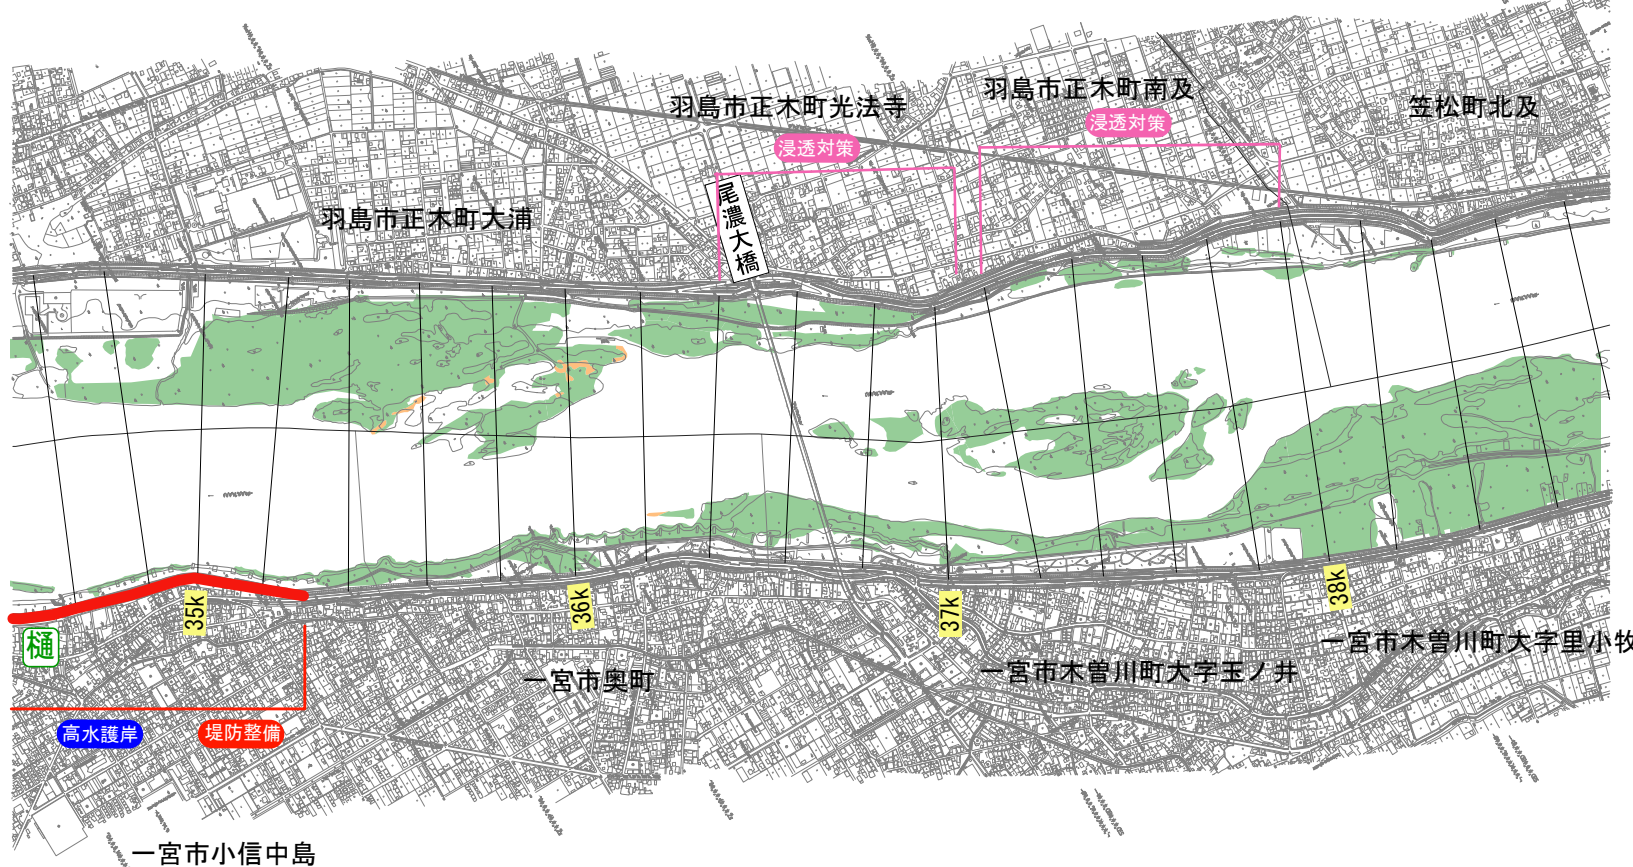 羽島市正木町南及
羽島市正木町光法寺
笠松町北及
浸透対策
浸透対策
羽島市正木町大浦
尾濃大橋
35k
36k
37k
38k
樋
一宮市木曽川町大字里小牧
一宮市木曽川町大字玉ノ井
一宮市奥町
高水護岸
堤防整備
一宮市小信中島